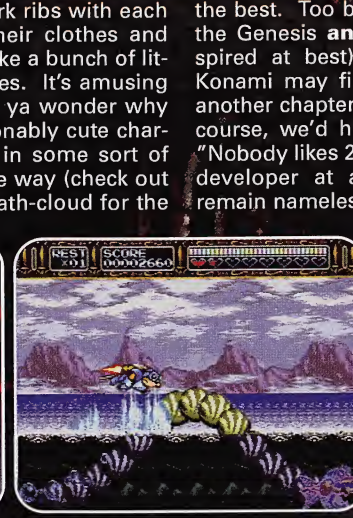 rk ribs with each
heir clothes and
ke a bunch of lit-
es. It's amusing
ya wonder why
onably cute char-
in some sort of
e way (check out
ath-cloud for the
the best. Too b
the Genesis an
spired at best)
Konami may fi
another chapter
course, we'd h
"Nobody likes 2
developer at a
remain nameles
REST
×01
SCORE
00002660